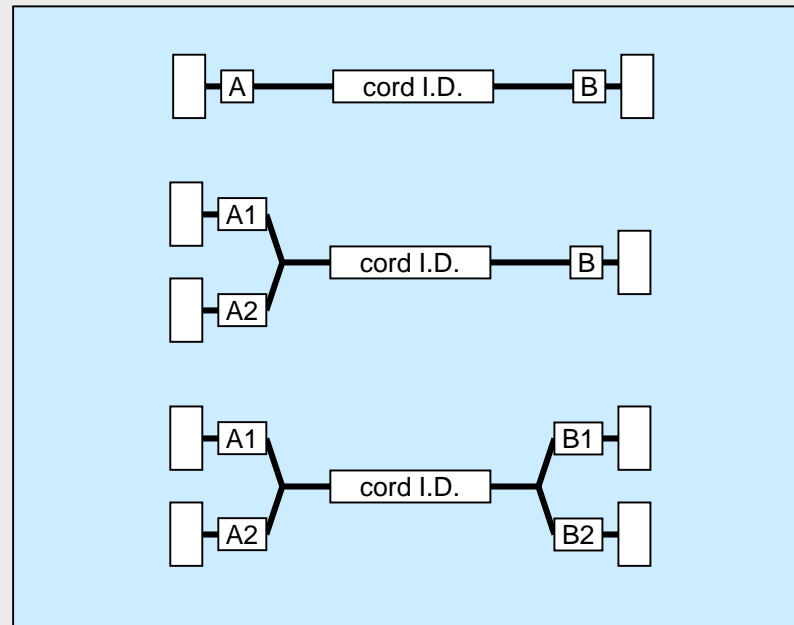 A cord I.D. B
A1
cord I.D. B
A2
A1 B1
cord I.D.
A2 B2